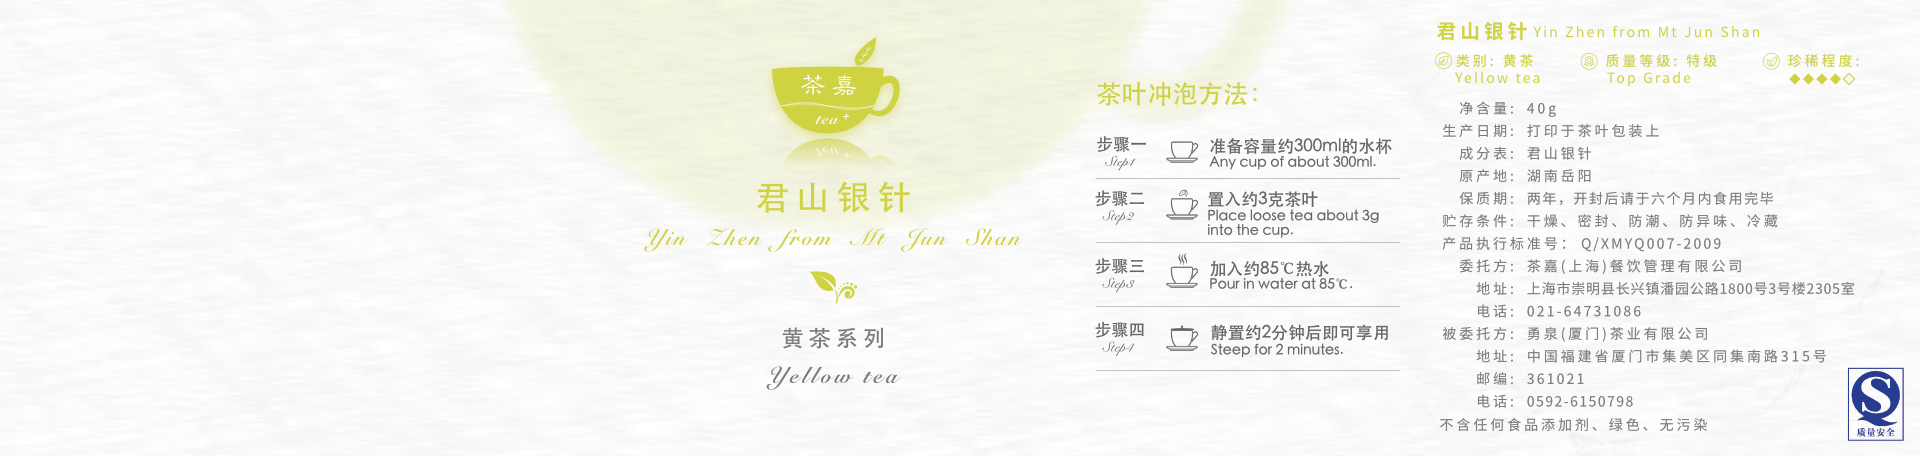 茶嘉
tea+
君山银针
Yin Zhen from Mt Jun Shan
黄茶系列
Yellow tea
茶叶冲泡方法：
步骤一
Step1
准备容量约300ml的水杯
Any cup of about 300ml.
步骤二
Step2
置入约3克茶叶
Place loose tea about 3g
into the cup.
步骤三
Step3
加入约85℃热水
Pour in water at 85℃.
步骤四
Step4
静置约2分钟后即可享用
Steep for 2 minutes.
君山银针 Yin Zhen from Mt Jun Shan
类别: 黄茶 质量等级: 特级 珍稀程度:
Yellow tea Top Grade ◆◆◆◆◇
净含量: 40g
生产日期: 打印于茶叶包装上
成分表: 君山银针
原产地: 湖南岳阳
保质期: 两年，开封后请于六个月内食用完毕
贮存条件: 干燥、密封、防潮、防异味、冷藏
产品执行标准号: Q/XMYQ007-2009
委托方: 茶嘉(上海)餐饮管理有限公司
地址: 上海市崇明县长兴镇潘园公路1800号3号楼2305室
电话: 021-64731086
被委托方: 勇泉(厦门)茶业有限公司
地址: 中国福建省厦门市集美区同集南路315号
邮编: 361021
电话: 0592-6150798
不含任何食品添加剂、绿色、无污染
质量安全